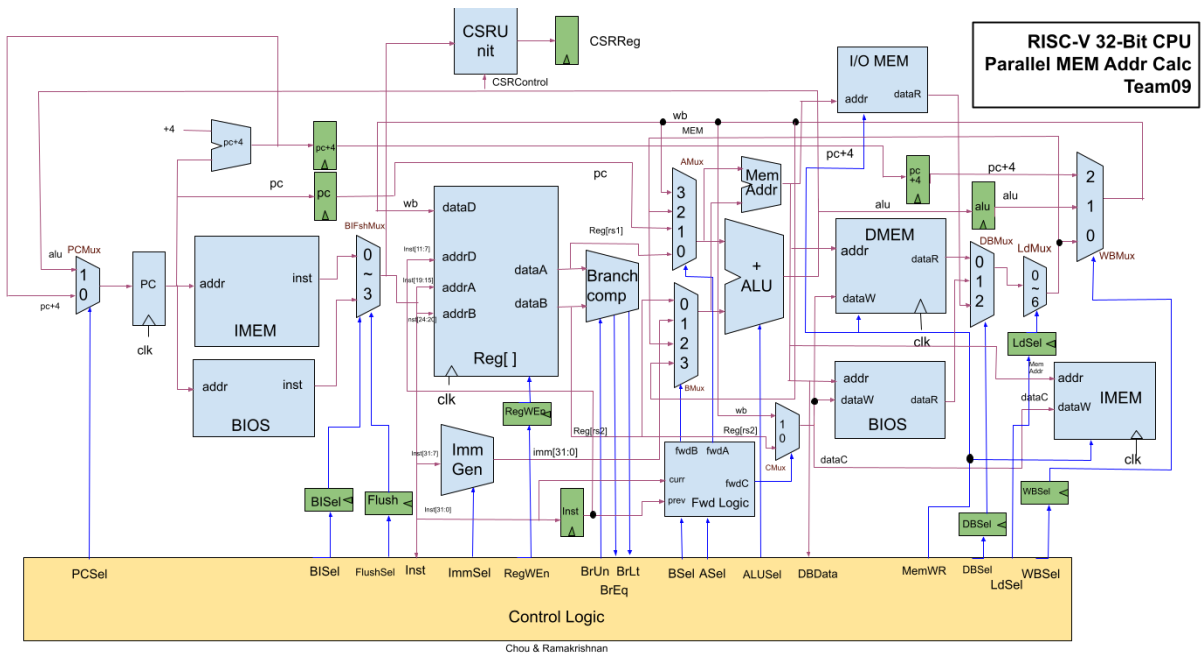 RISC-V 32-Bit CPU
Parallel MEM Addr Calc
Team09
CSRU
nit
CSRReg
CSRControl
I/O MEM
addr
dataR
+4
pc+4
pc+4
wb
MEM
pc+4
pc
+4
pc+4
pc
pc
pc
AMux
3
2
1
0
Mem
Addr
alu
alu
alu
2
1
0
WBMux
wb
dataD
BIFshMux
0
~
3
PCMux
alu
1
0
pc+4
PC
clk
addr
inst
IMEM
addr
inst
BIOS
Inst[11:7]
addrD
Inst[19:15]
addrA
Inst[24:20]
addrB
dataA
dataB
Reg[ ]
clk
Reg[rs1]
Branch
comp
0
1
2
3
BMux
+
ALU
DMEM
addr
dataR
dataW
clk
DBMux
0
1
2
LdMux
0
~
6
LdSel
Mem
Addr
addr
dataW
dataR
BIOS
addr
dataW
IMEM
clk
dataC
dataC
RegWEn
Inst[31:7]
Imm
Gen
imm[31:0]
Reg[rs2]
wb
Reg[rs2]
1
0
CMux
fwdB
fwdA
fwdC
curr
prev
Fwd Logic
BISel
Flush
Inst[31:0]
Inst
DBSel
WBSel
PCSel
BISel
FlushSel
Inst
ImmSel
RegWEn
BrUn
BrEq
BrLt
BSel
ASel
ALUSel
DBData
MemWR
DBSel
LdSel
WBSel
Control Logic
Chou & Ramakrishnan